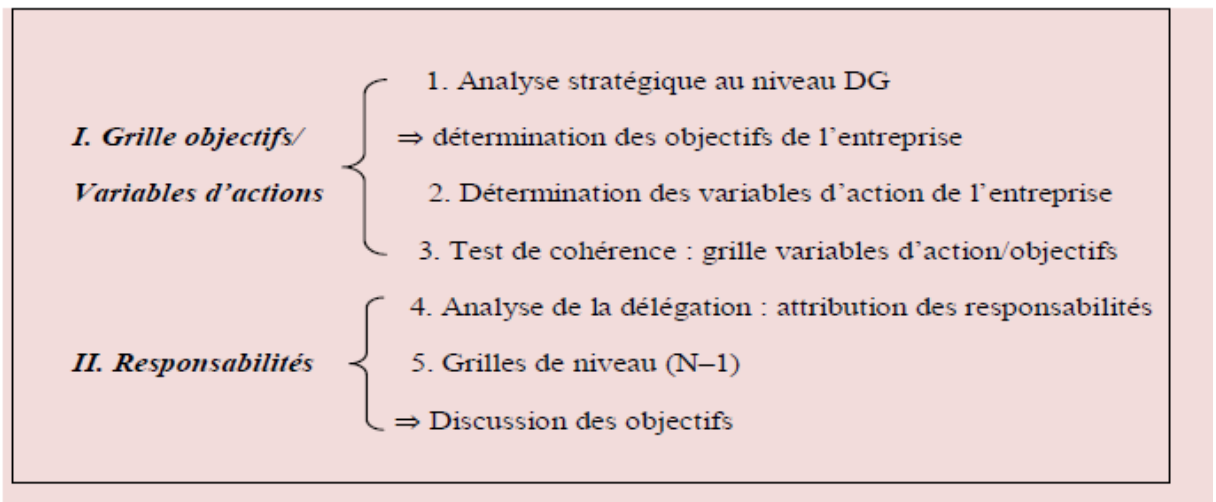 1. Analyse stratégique au niveau DG
I. Grille objectifs/
⇒ détermination des objectifs de l’entreprise
Variables d’actions
2. Détermination des variables d’action de l’entreprise
3. Test de cohérence : grille variables d’action/objectifs
4. Analyse de la délégation : attribution des responsabilités
II. Responsabilités
5. Grilles de niveau (N–1)
⇒ Discussion des objectifs